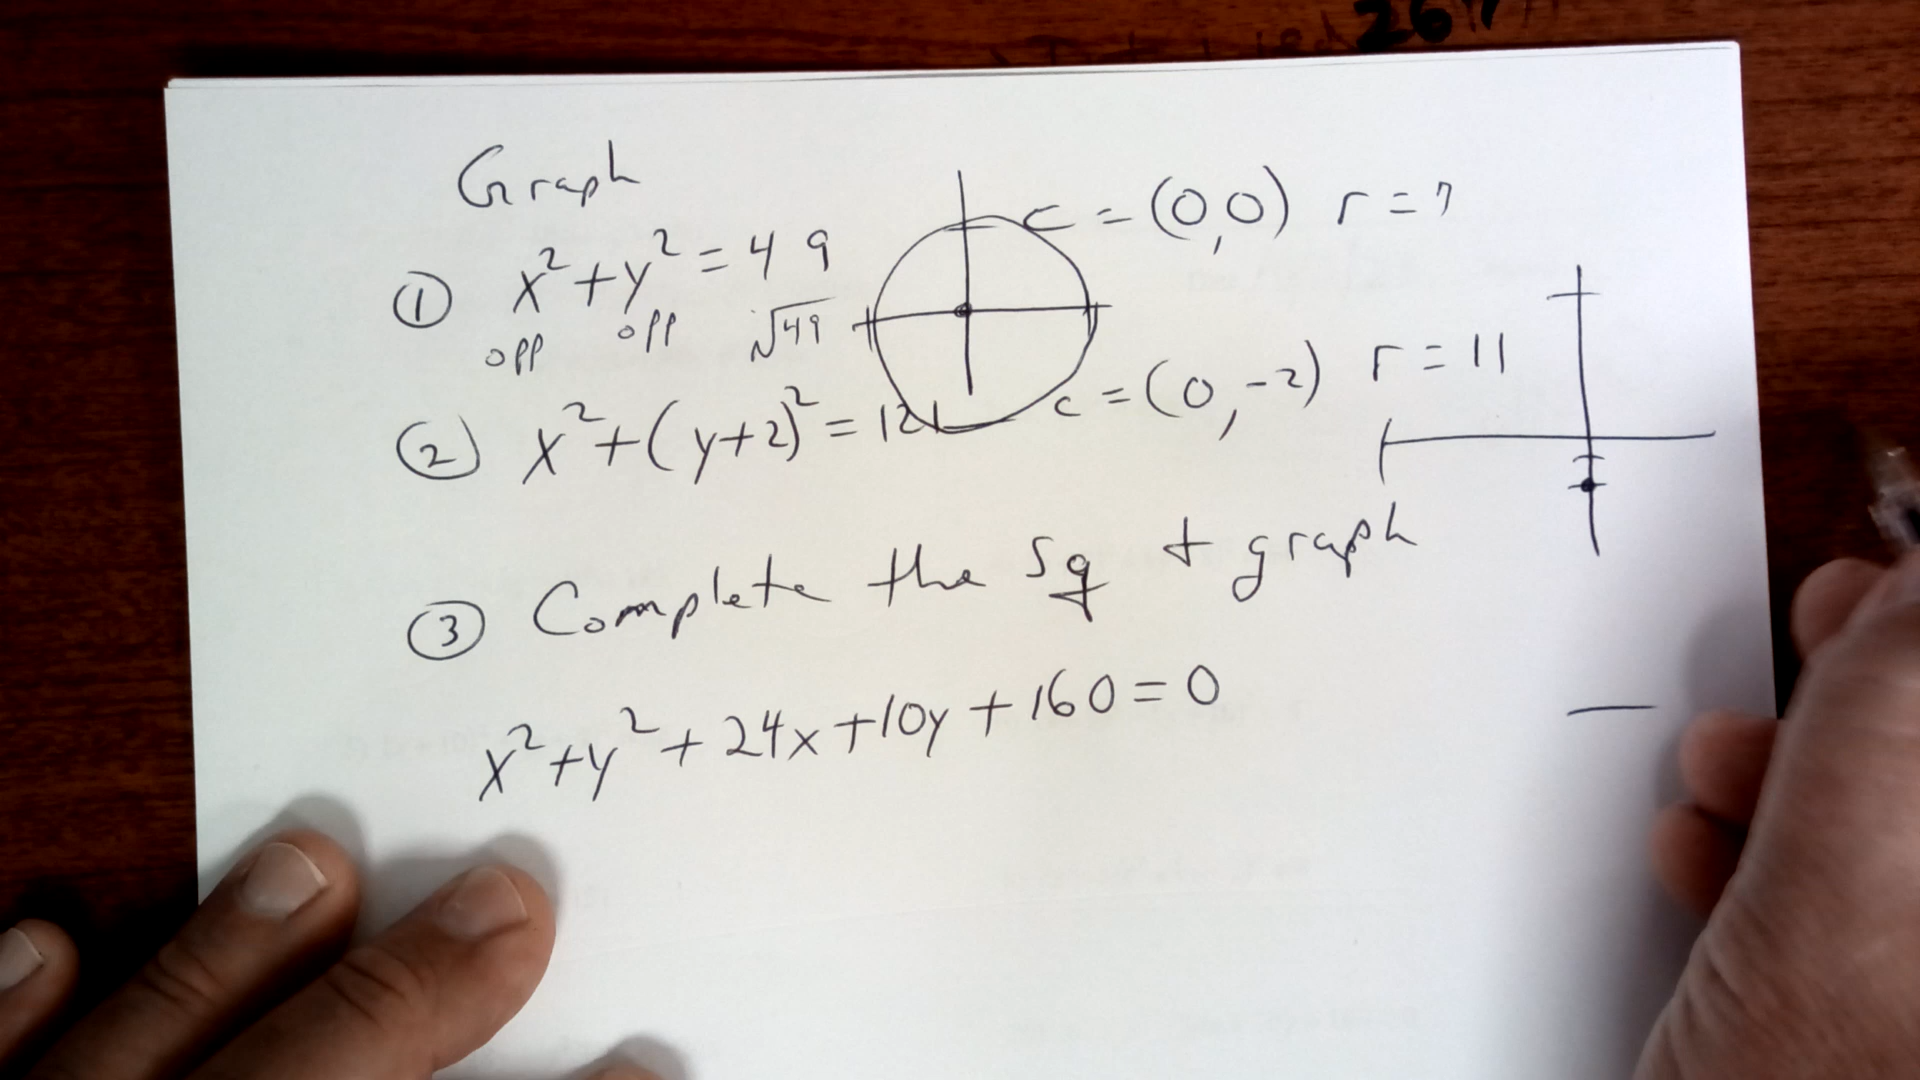 Graph
① x²+y²=49 c = (0,0) r = 7
opp opp √49
② x²+(y+2)²=121 c = (0,-2) r = 11
③ Complete the sq + graph
x²+y²+24x+10y+160=0